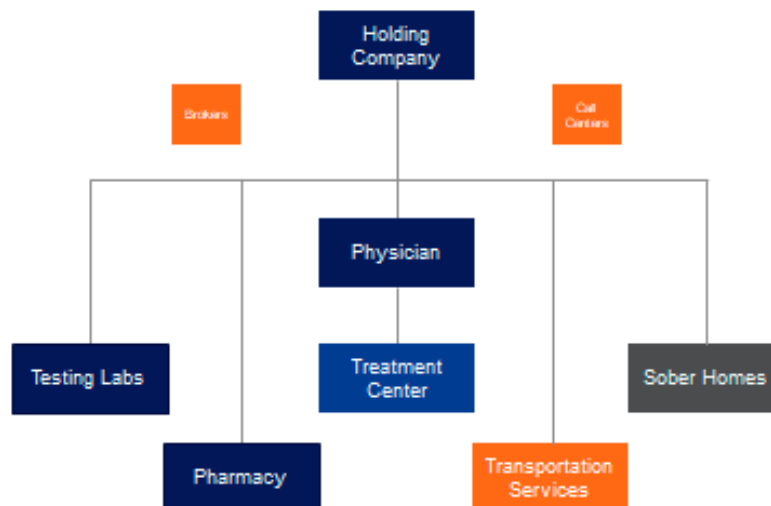 Holding
Company
Brokers
Call
Centers
Physician
Testing Labs
Treatment
Center
Sober Homes
Pharmacy
Transportation
Services